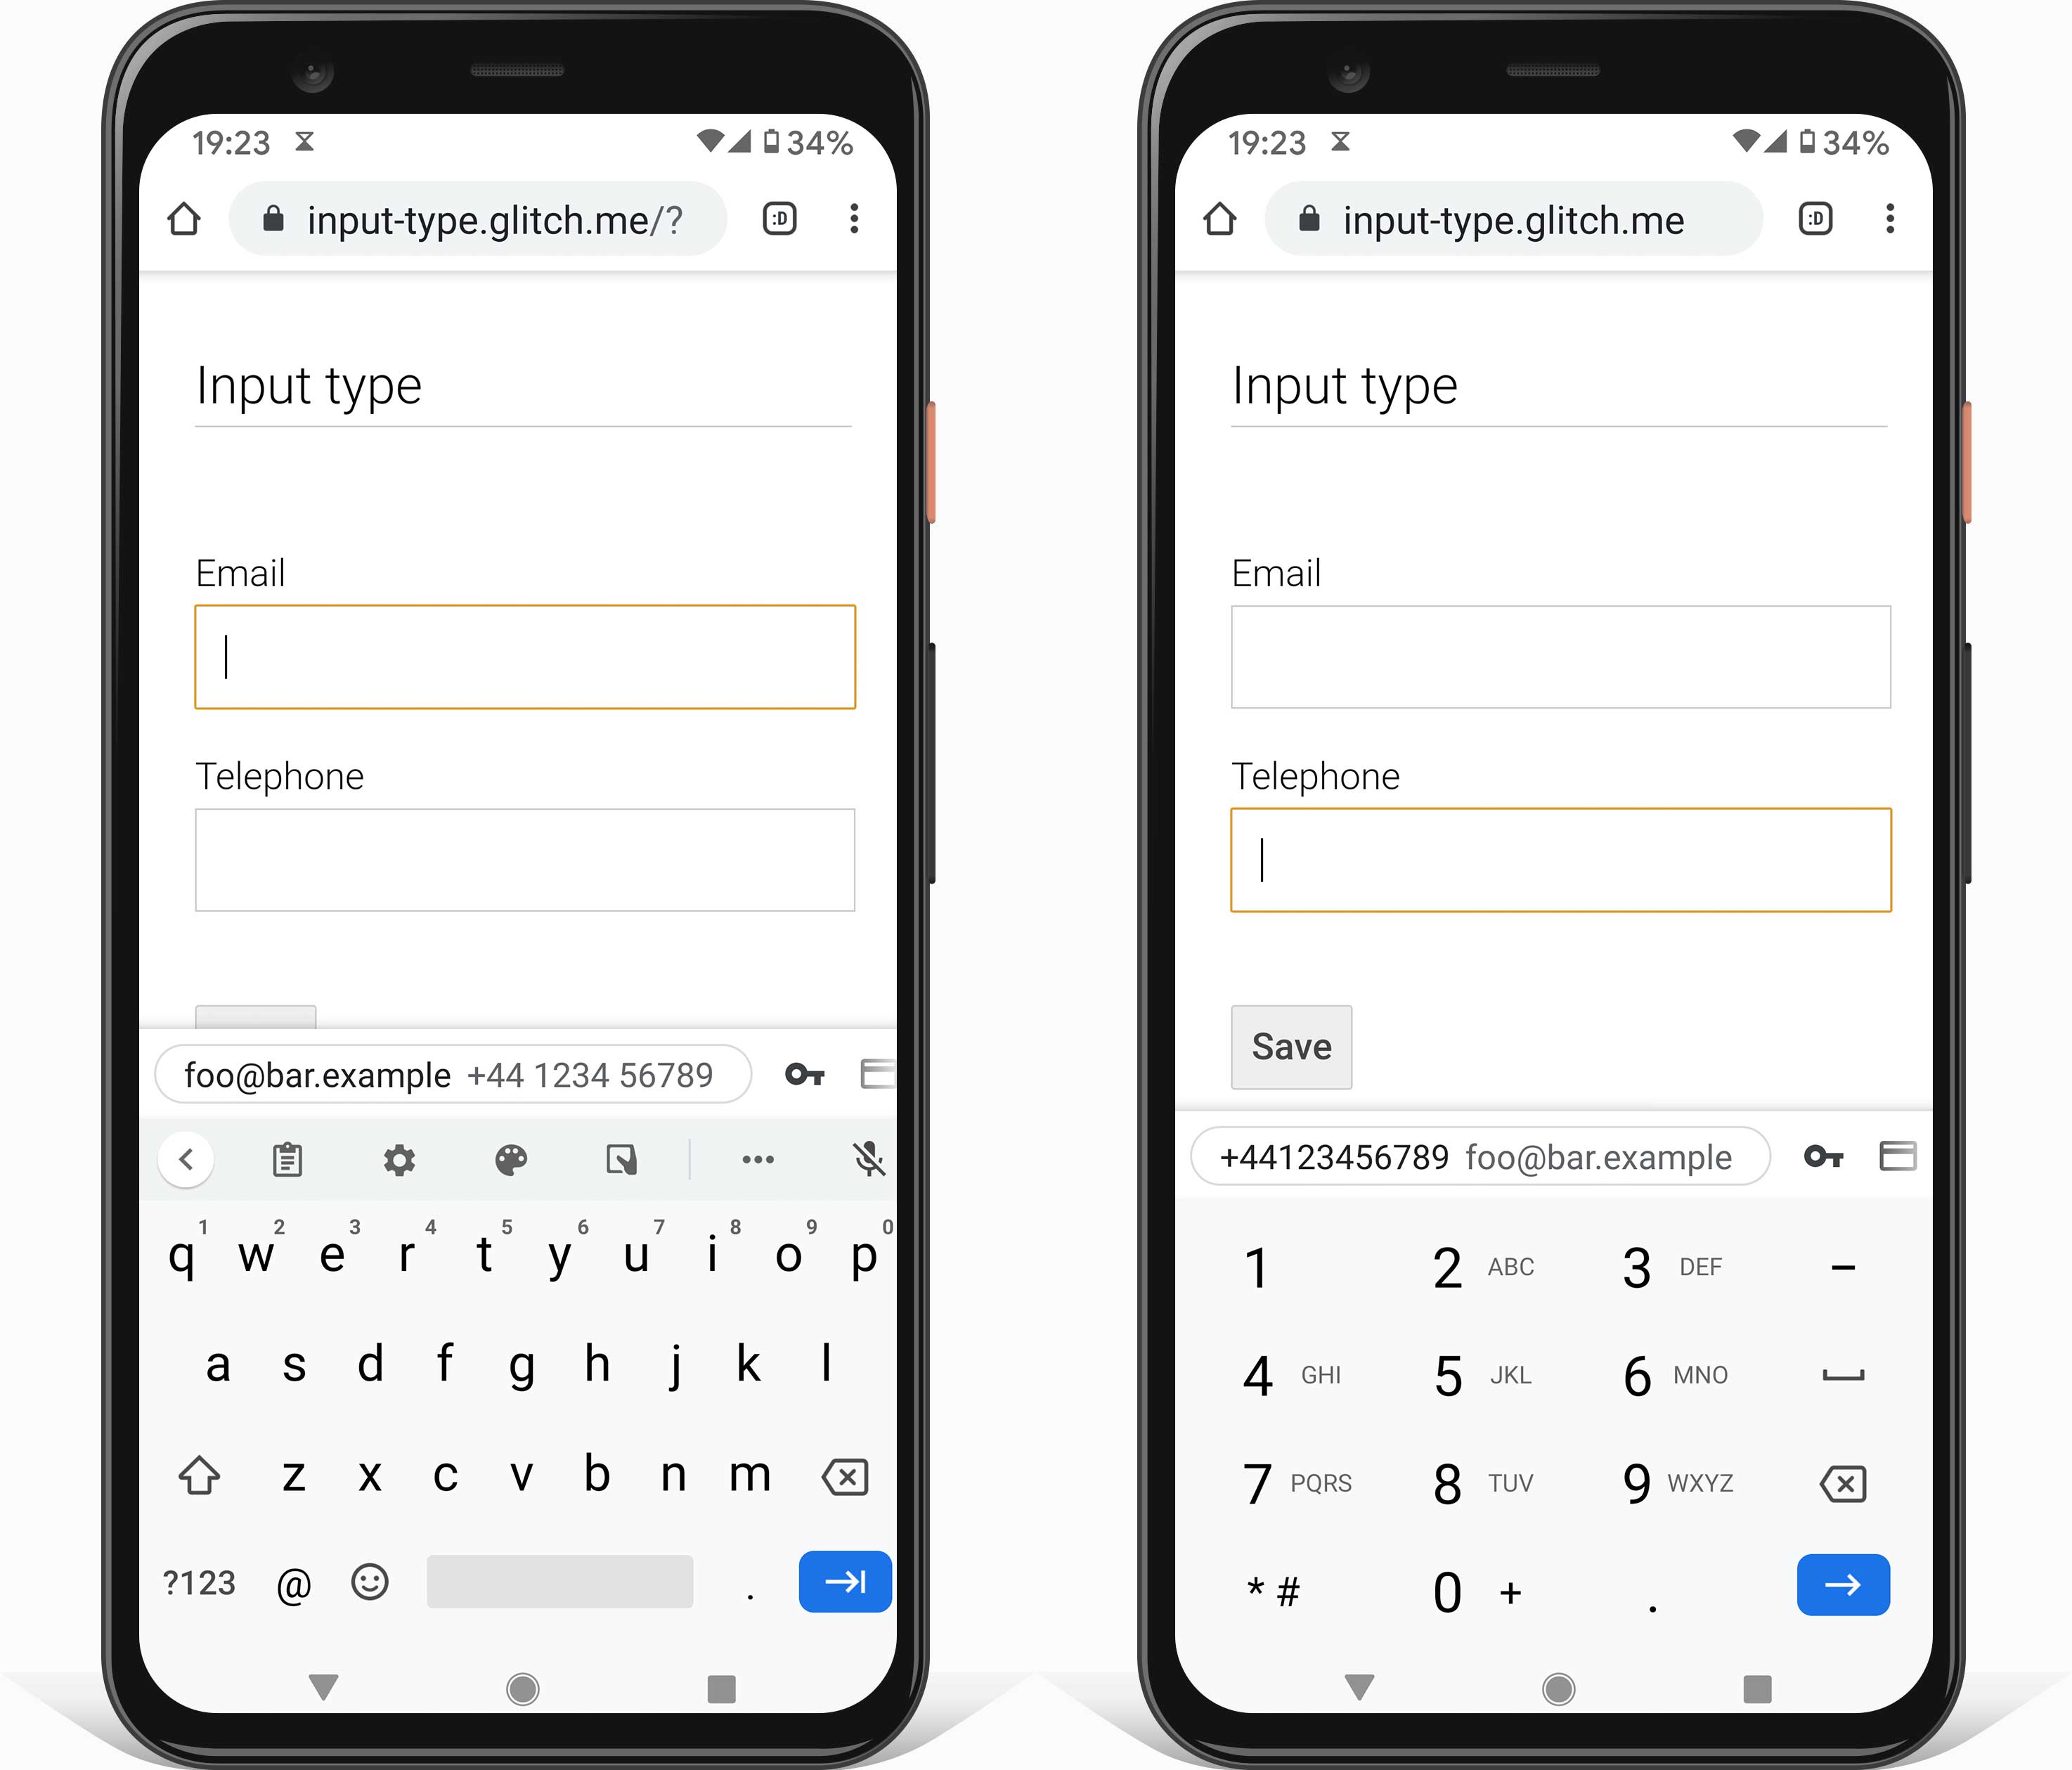 19:23 34%
input-type.glitch.me/? :D
Input type
Email
Telephone
foo@bar.example +44 1234 56789
q 1 w 2 e 3 r 4 t 5 y 6 u 7 i 8 o 9 p 0
a s d f g h j k l
z x c v b n m
?123 @ .
19:23 34%
input-type.glitch.me :D
Input type
Email
Telephone
Save
+44123456789 foo@bar.example
1 2 ABC 3 DEF –
4 GHI 5 JKL 6 MNO
7 PQRS 8 TUV 9 WXYZ
* # 0 + .